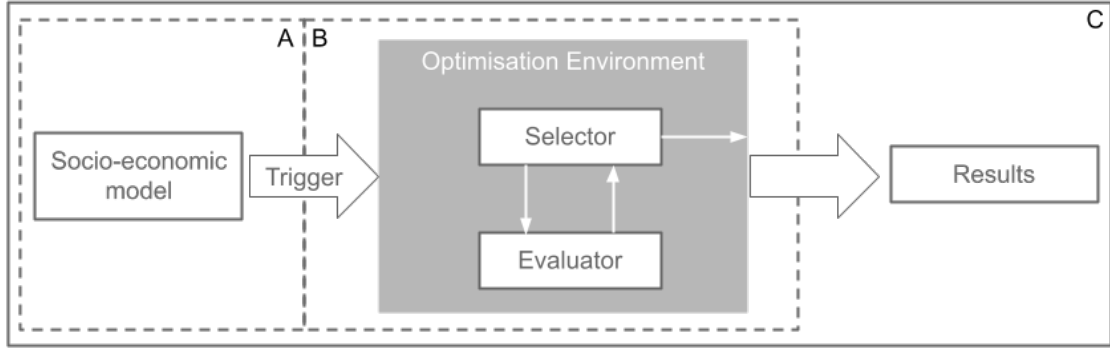 A
B
C
Optimisation Environment
Socio-economic
model
Trigger
Selector
Evaluator
Results